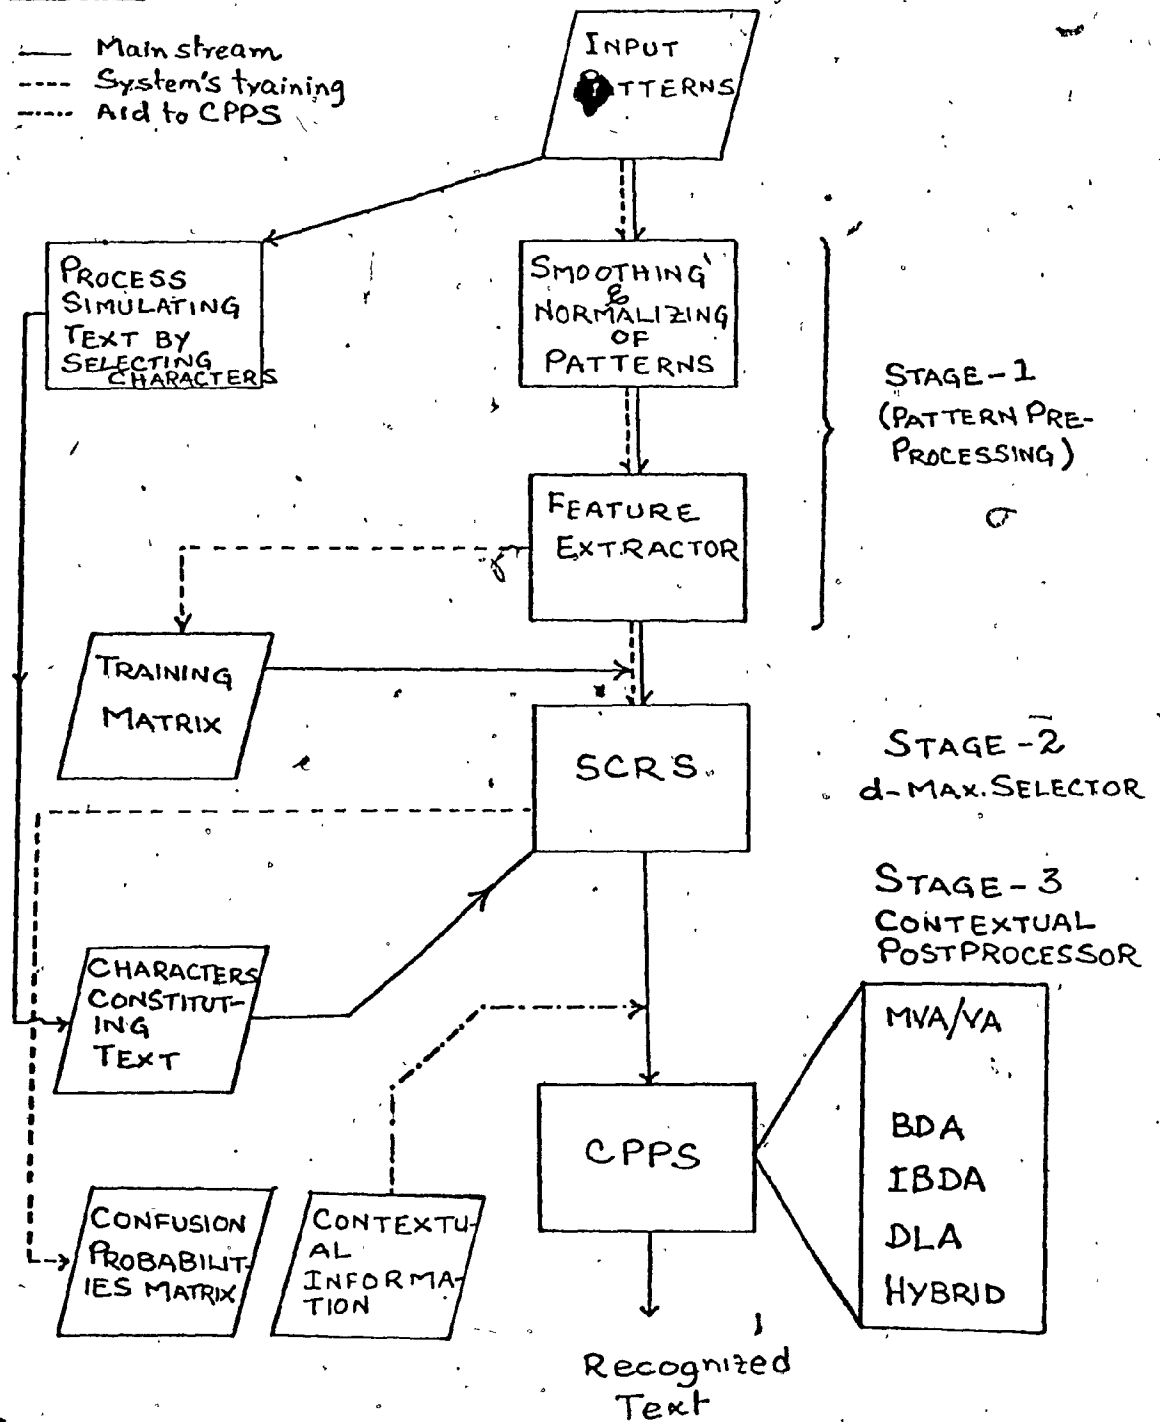 Main stream
System's training
Aid to CPPS
INPUT
PATTERNS
PROCESS
SIMULATING
TEXT BY
SELECTING
CHARACTERS
SMOOTHING
&
NORMALIZING
OF
PATTERNS
STAGE-1
(PATTERN PRE-
PROCESSING)
FEATURE
EXTRACTOR
TRAINING
MATRIX
SCRS
STAGE-2
d-MAX. SELECTOR
STAGE-3
CONTEXTUAL
POSTPROCESSOR
CHARACTERS
CONSTITUT-
ING
TEXT
MVA/VA
BDA
IBDA
DLA
HYBRID
CPPS
CONFUSION
PROBABILIT-
IES MATRIX
CONTEXTU-
AL
INFORMA-
TION
Recognized
Text